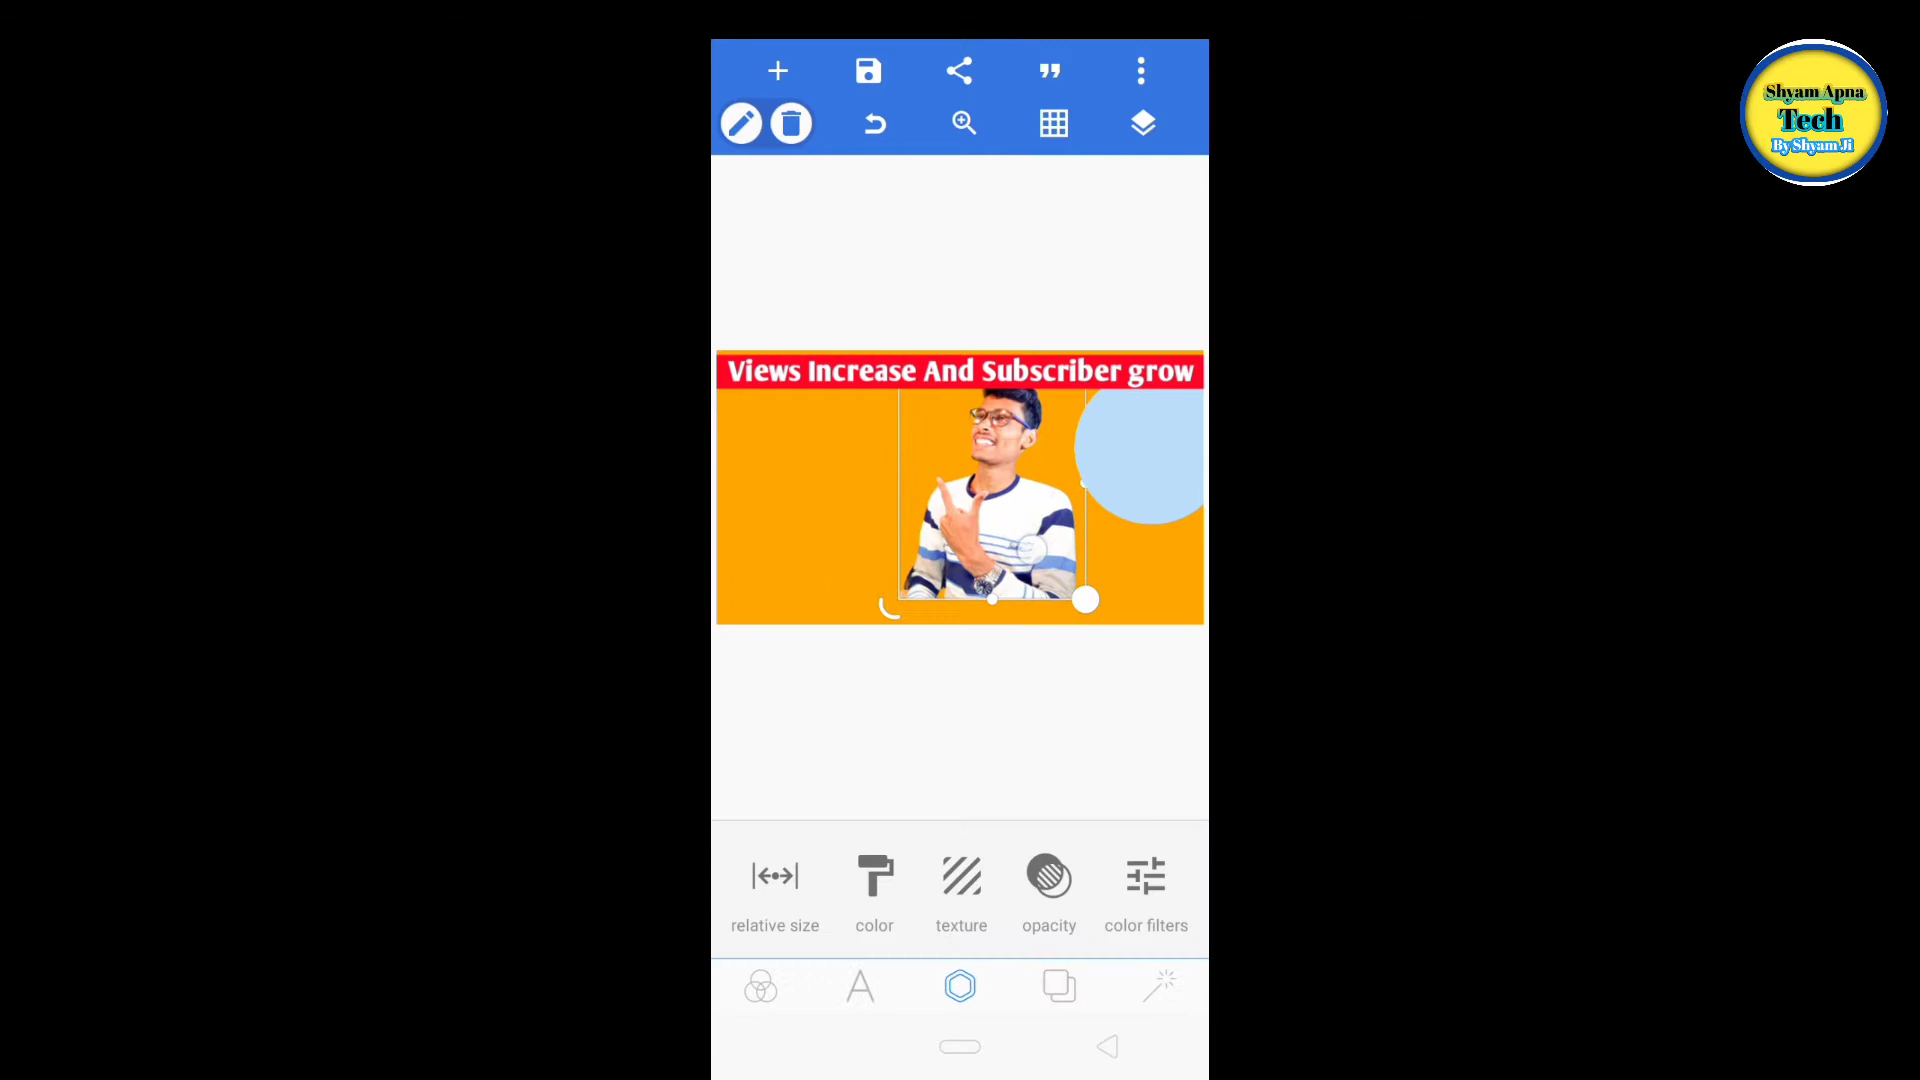 Shyam Apna
Tech
By Shyam Ji
Views Increase And Subscriber grow
relative size
color
texture
opacity
color filters